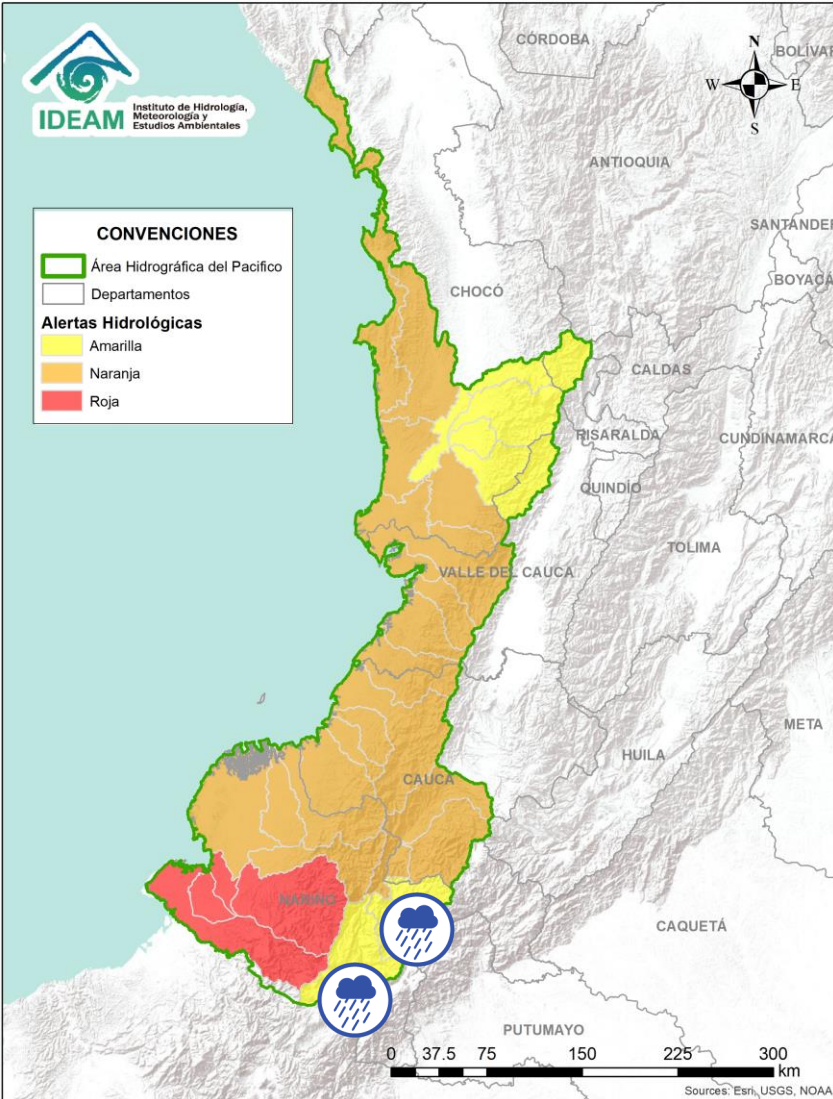 IDEAM
Instituto de Hidrología,
Meteorología y
Estudios Ambientales
N
W E
S
CÓRDOBA
BOLÍVAR
ANTIOQUIA
SANTANDER
BOYACÁ
CONVENCIONES
Área Hidrográfica del Pacifico
Departamentos
Alertas Hidrológicas
Amarilla
Naranja
Roja
CHOCÓ
CALDAS
RISARALDA
CUNDINAMARCA
QUINDÍO
TOLIMA
VALLE DEL CAUCA
META
HUILA
CAUCA
NARIÑO
CAQUETÁ
PUTUMAYO
0 37.5 75 150 225 300
km
Sources: Esri, USGS, NOAA